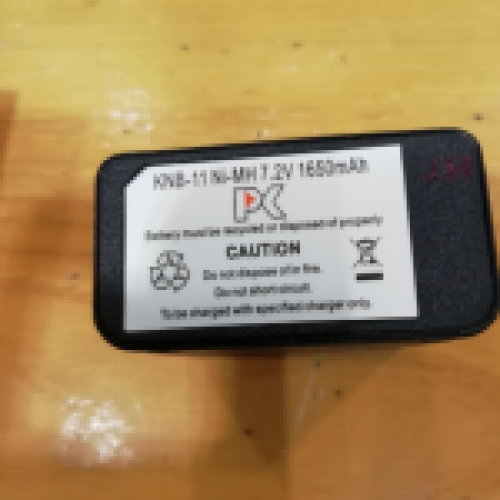 KNB-11 Ni-MH 7.2V 1650mAh
PC
Battery must be recycled or disposed of properly
CAUTION
Do not dispose of in fire.
Do not short circuit.
To be charged with specified charger only.